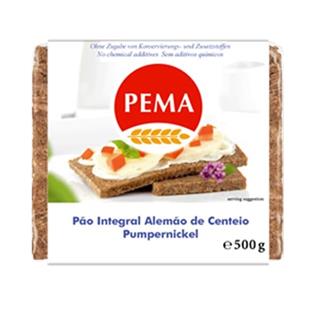 Ohne Zugabe von Konservierungs- und Zusatzstoffen
No chemical additives Sem aditivos químicos
PEMA
serving suggestion
Pão Integral Alemão de Centeio
Pumpernickel
℮ 500 g